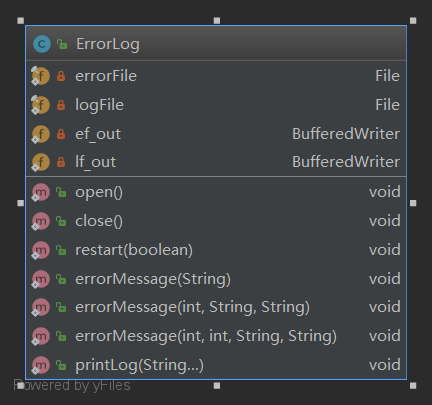 ErrorLog
errorFile File
logFile File
ef_out BufferedWriter
lf_out BufferedWriter
open() void
close() void
restart(boolean) void
errorMessage(String) void
errorMessage(int, String, String) void
errorMessage(int, int, String, String) void
printLog(String...) void
Powered by yFiles